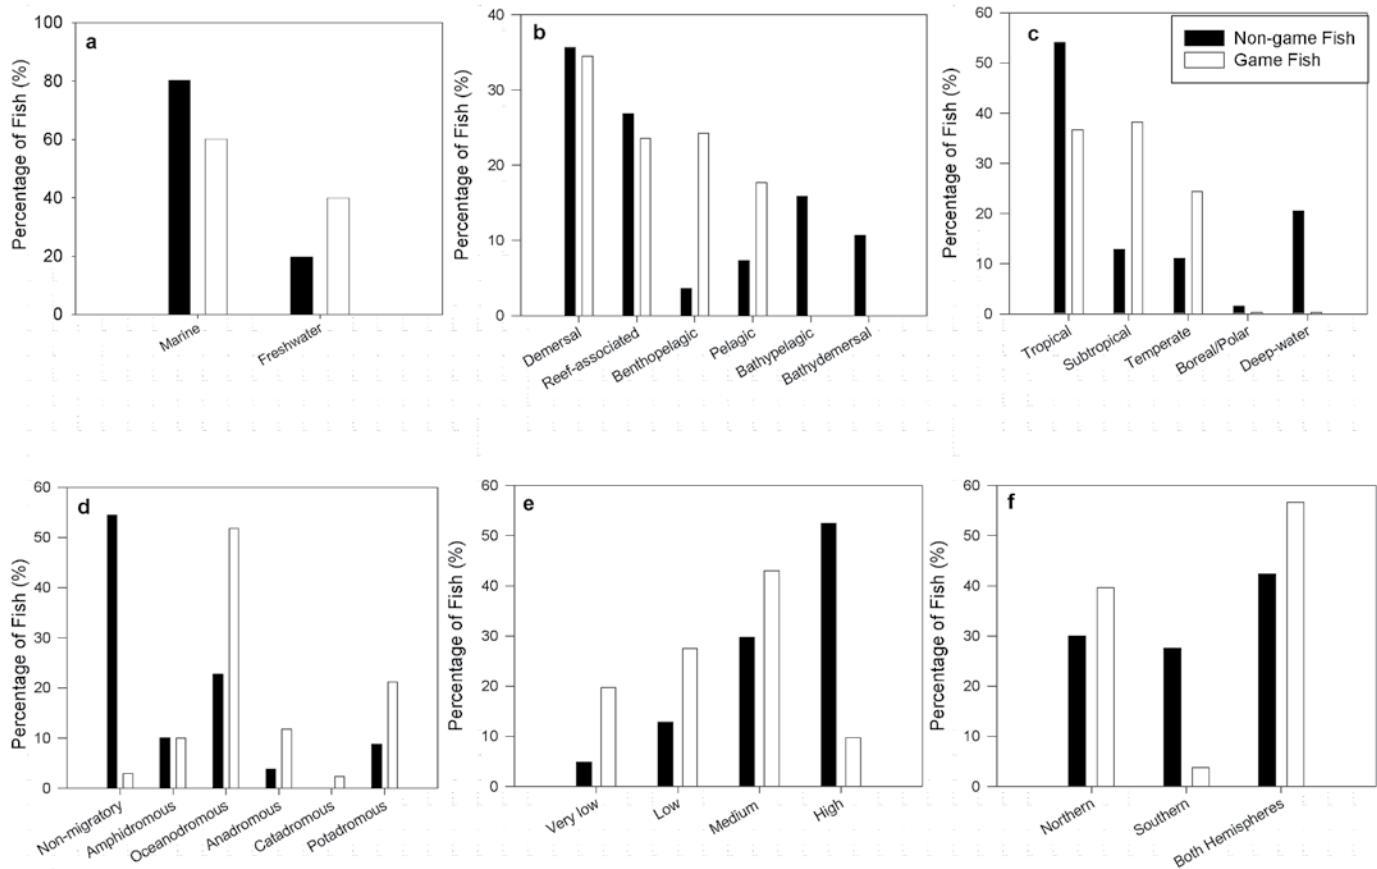 a
Percentage of Fish (%)
100
80
60
40
20
0
Marine
Freshwater
b
Percentage of Fish (%)
40
30
20
10
0
Demersal
Reef-associated
Benthopelagic
Pelagic
Bathypelagic
Bathydemersal
c
Non-game Fish
Game Fish
Percentage of Fish (%)
60
50
40
30
20
10
0
Tropical
Subtropical
Temperate
Boreal/Polar
Deep-water
d
Percentage of Fish (%)
60
50
40
30
20
10
0
Non-migratory
Amphidromous
Oceanodromous
Anadromous
Catadromous
Potadromous
e
Percentage of Fish (%)
60
50
40
30
20
10
0
Very low
Low
Medium
High
f
Percentage of Fish (%)
60
50
40
30
20
10
0
Northern
Southern
Both Hemispheres